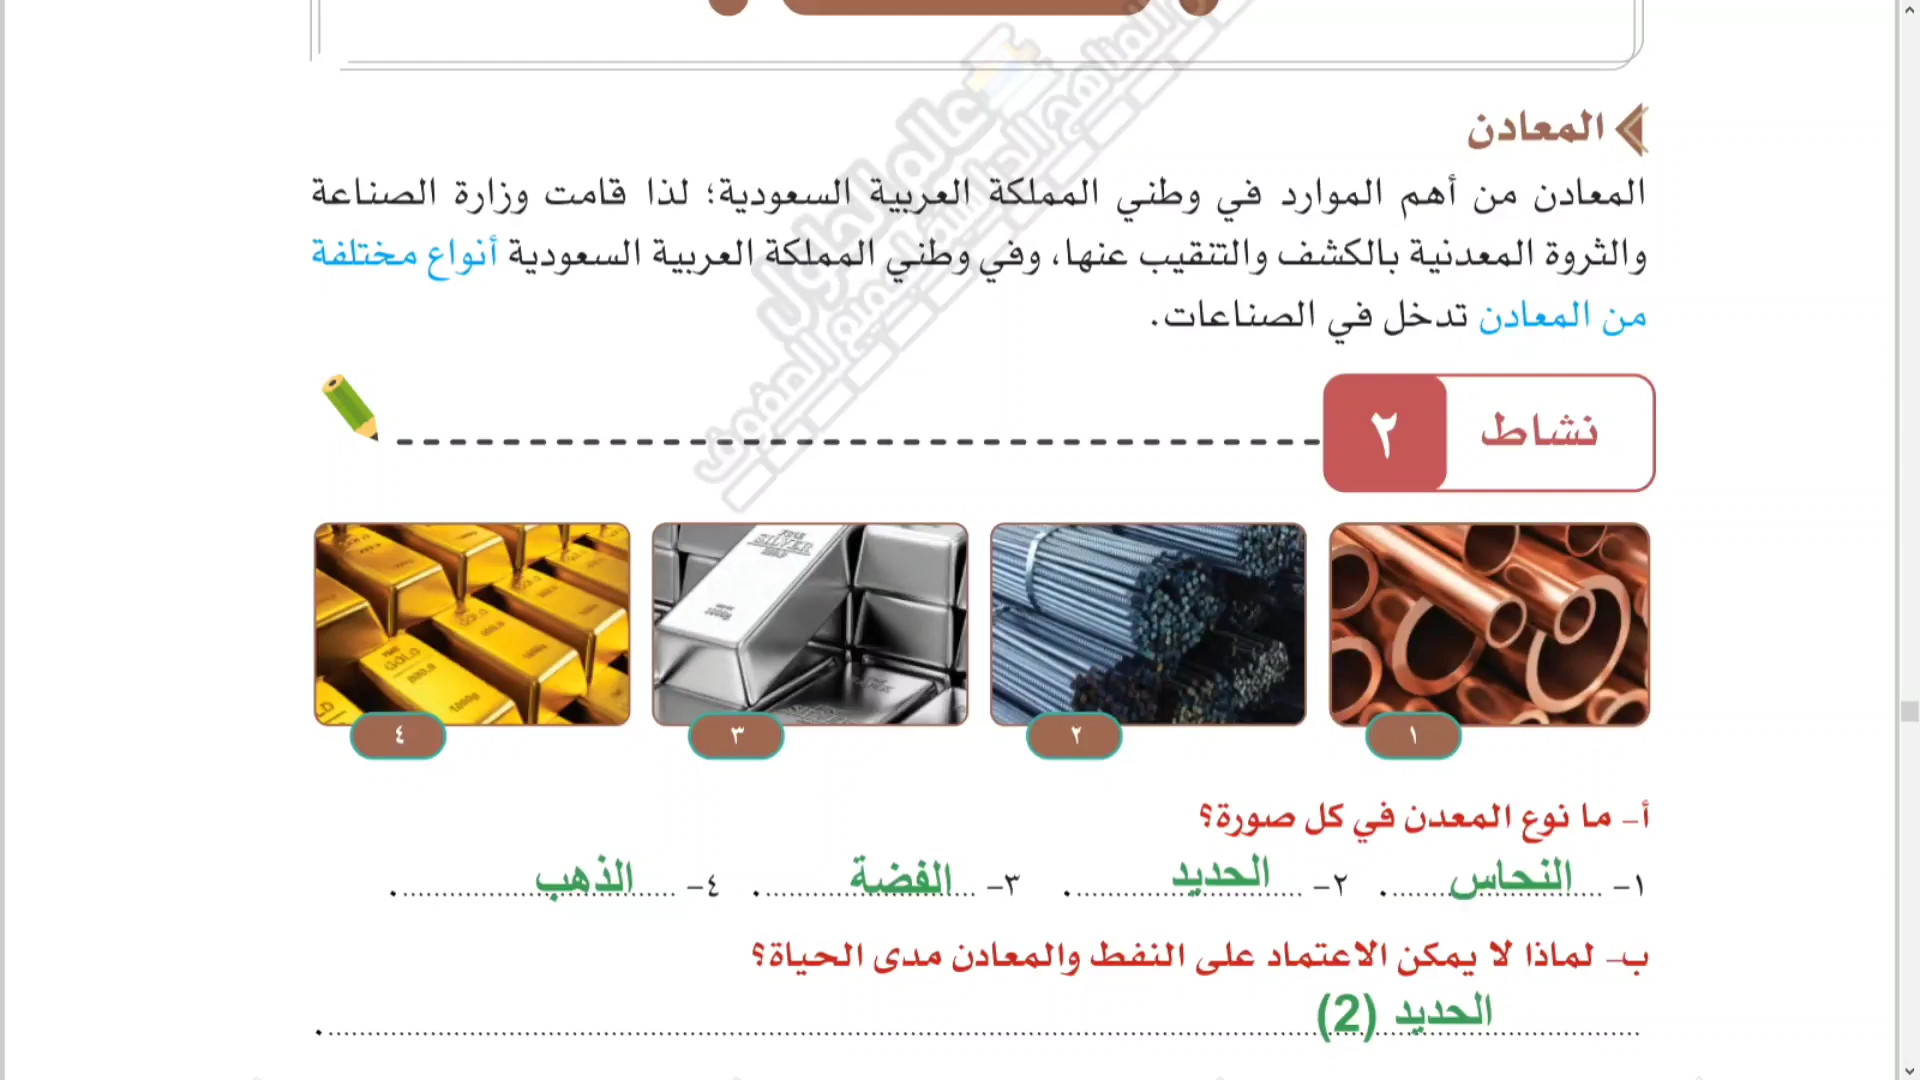 المعادن
المعادن من أهم الموارد في وطني المملكة العربية السعودية؛ لذا قامت وزارة الصناعة
والثروة المعدنية بالكشف والتنقيب عنها، وفي وطني المملكة العربية السعودية أنواع مختلفة
من المعادن تدخل في الصناعات.
نشاط ٢
FINE
SILVER
GOLD
١ ٢ ٣ ٤
أ- ما نوع المعدن في كل صورة؟
١- النحاس. ٢- الحديد. ٣- الفضة. ٤- الذهب.
ب- لماذا لا يمكن الاعتماد على النفط والمعادن مدى الحياة؟
الحديد (2)